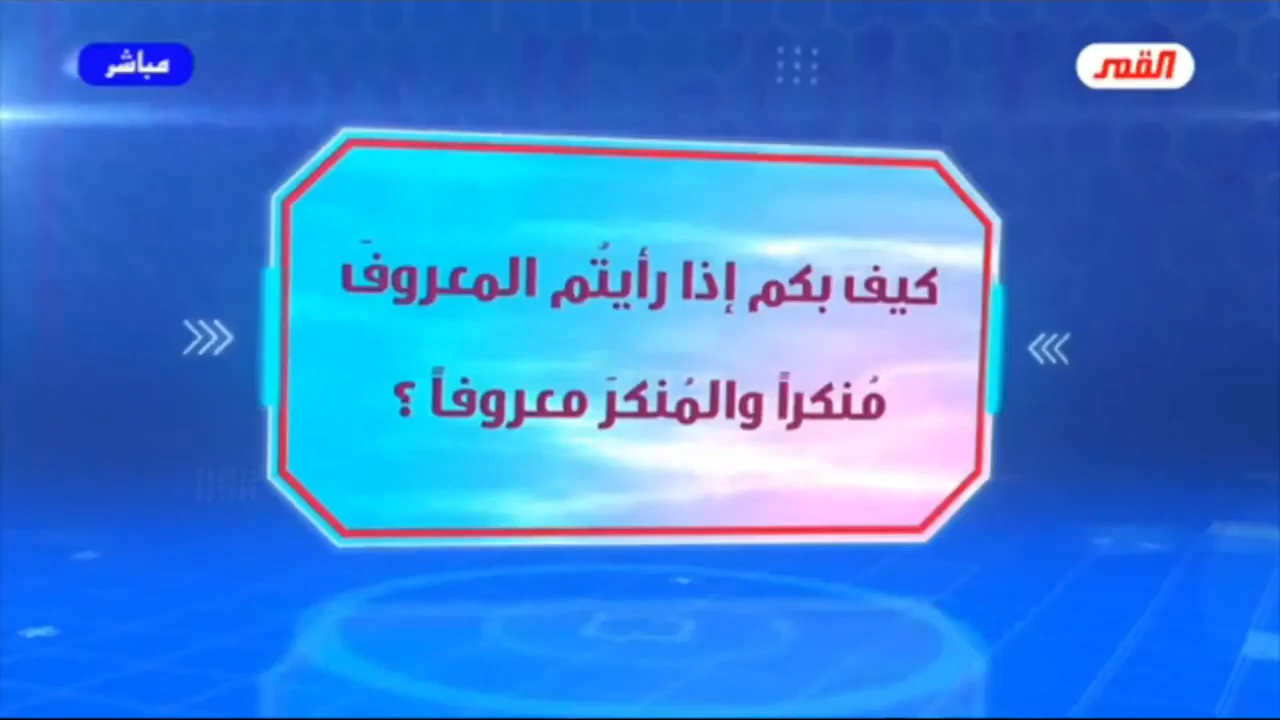 مباشر
القمر
كيفَ بكم إذا رأيتُم المعروفَ
مُنكراً والمُنكرَ معروفاً ؟